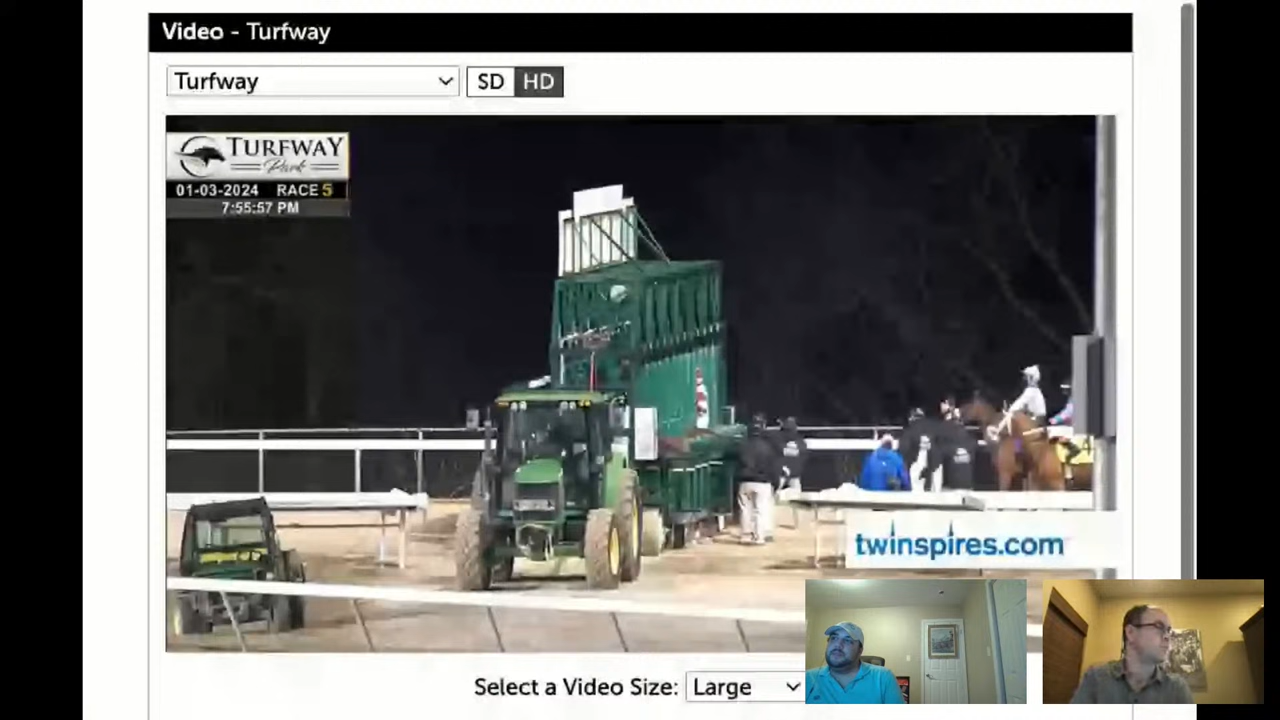 Video - Turfway
Turfway
SD HD
TURFWAY
Park
01-03-2024 RACE 5
7:55:57 PM
twinspires.com
Select a Video Size: Large